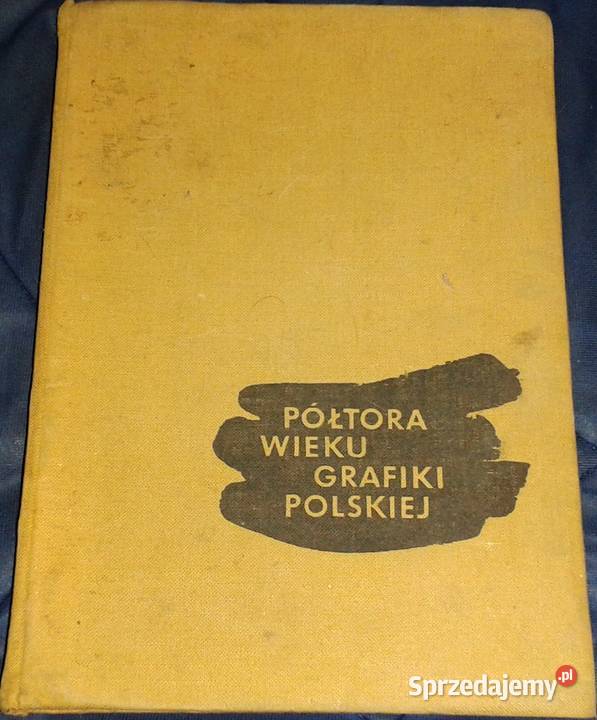 PÓŁTORA
WIEKU
GRAFIKI
POLSKIEJ
Sprzedajemy.pl